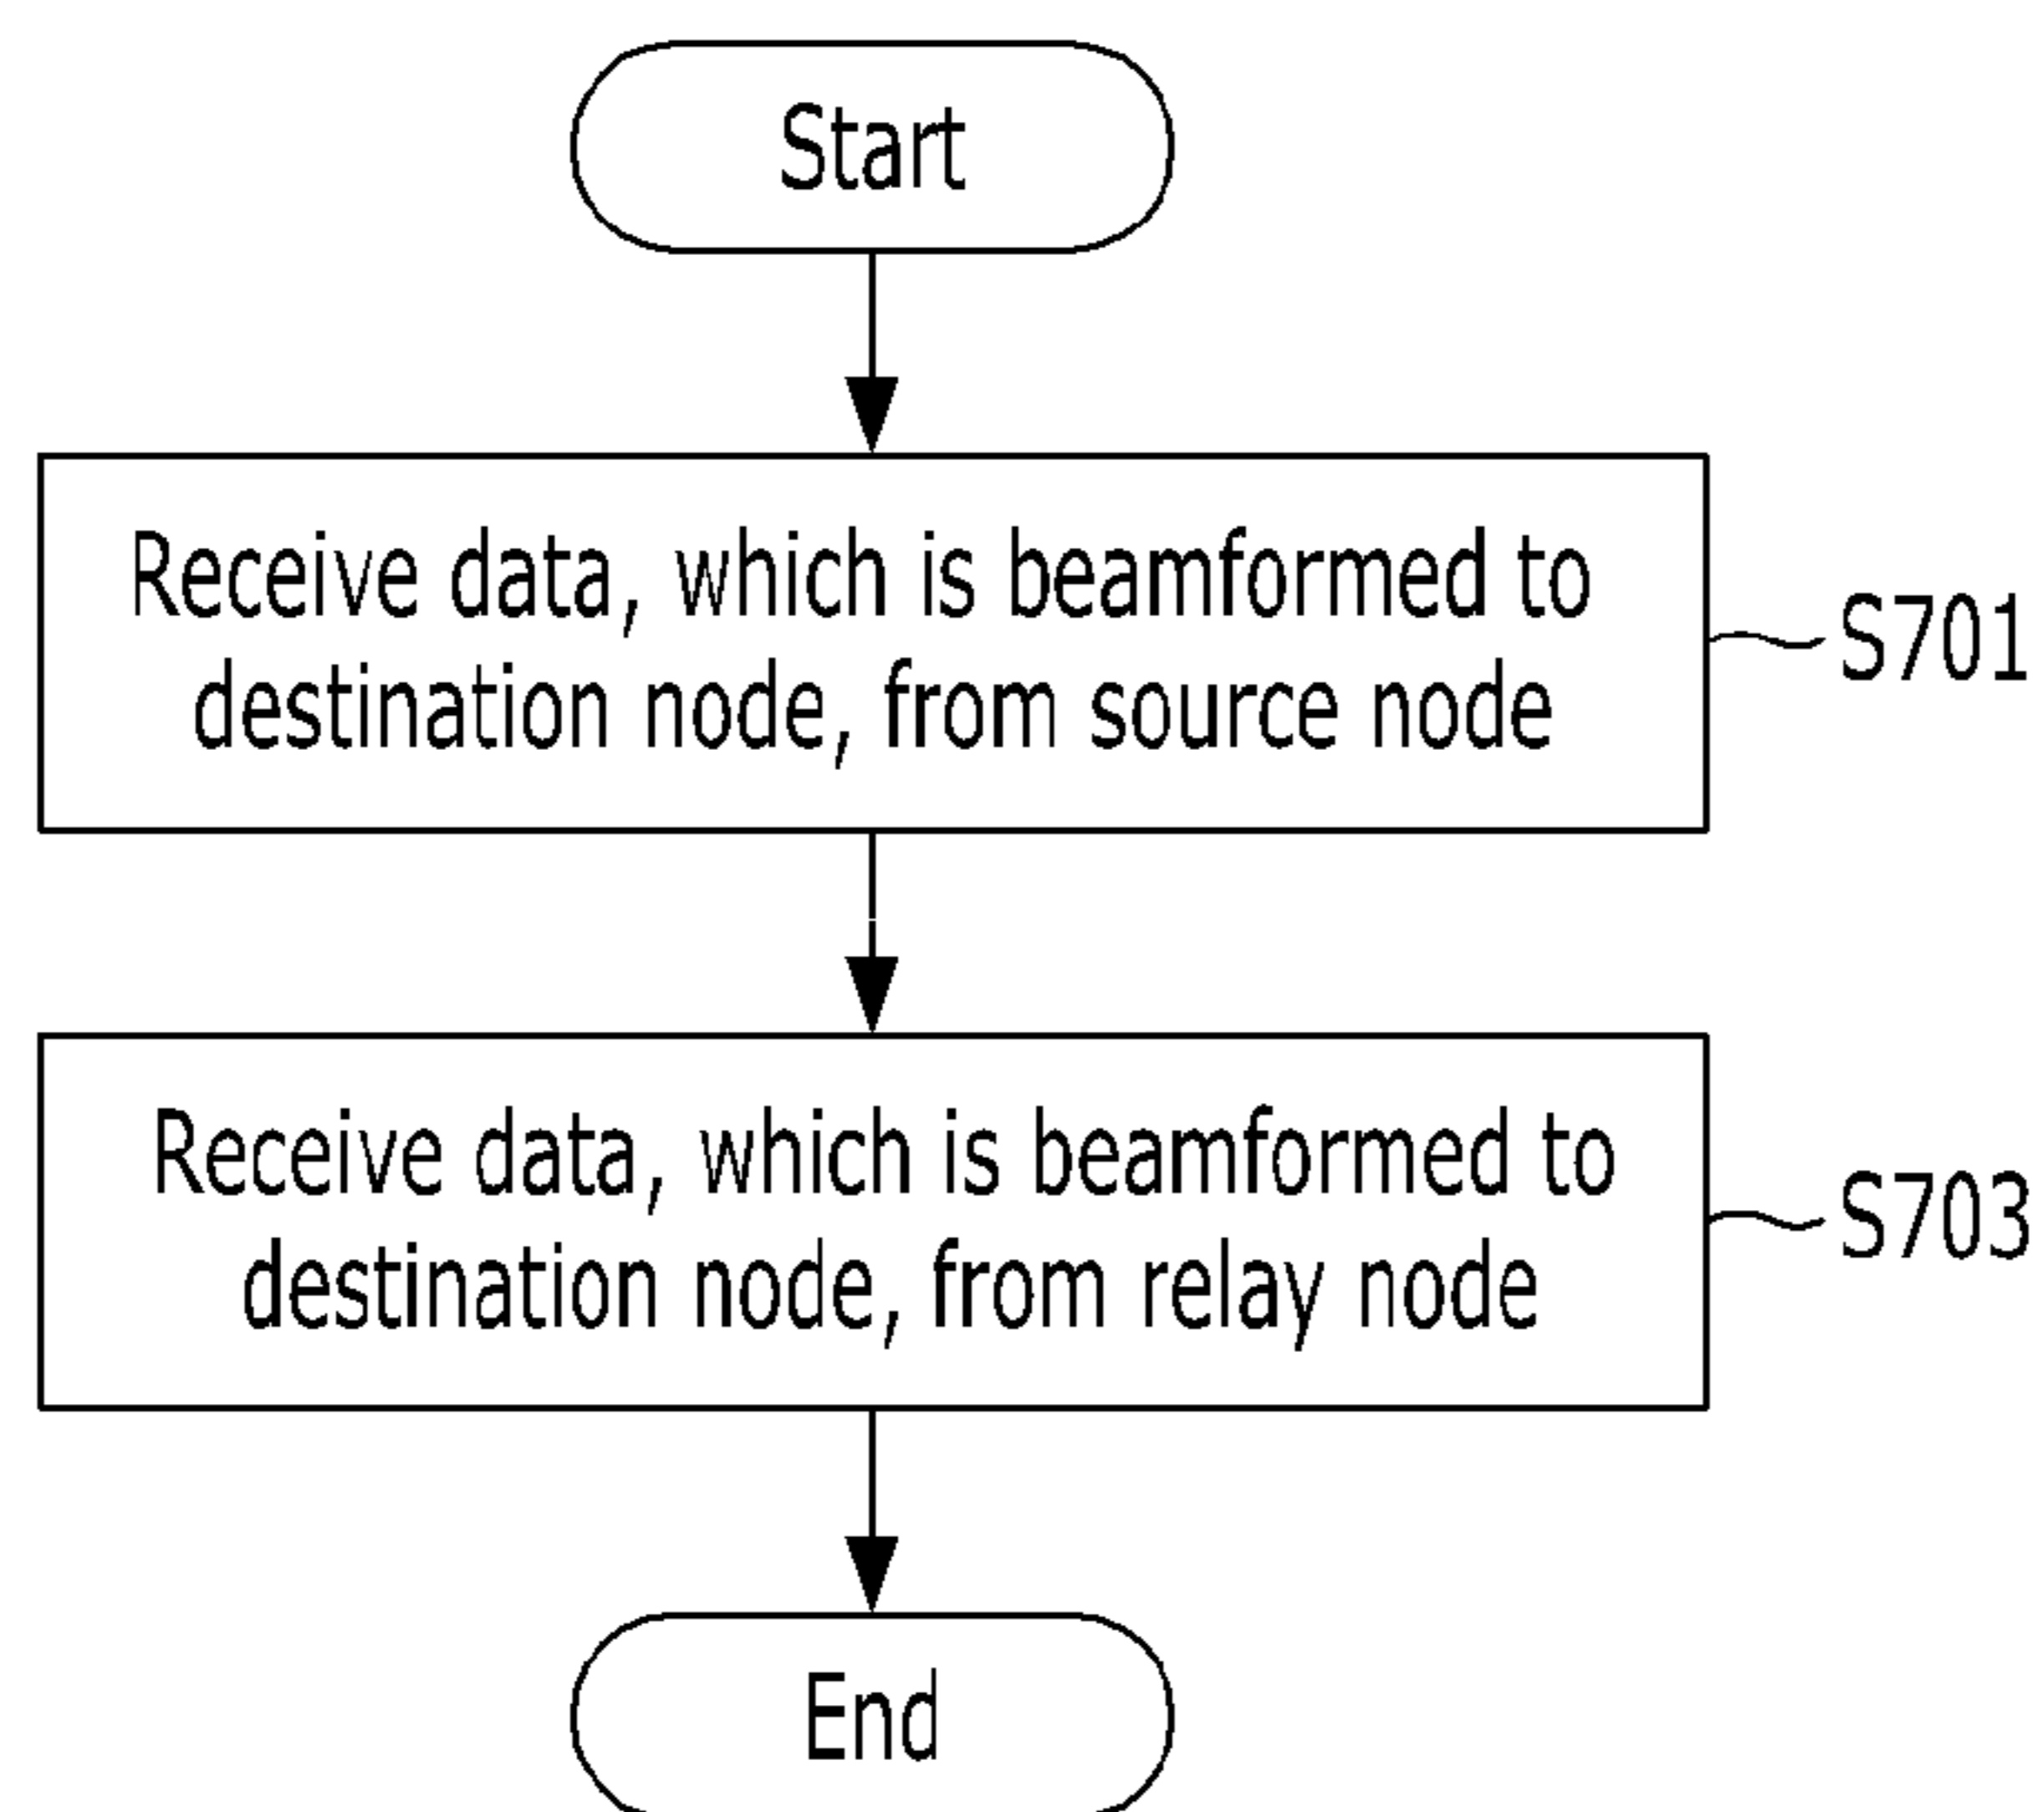 Start
Receive data, which is beamformed to
destination node, from source node
S701
Receive data, which is beamformed to
destination node, from relay node
S703
End